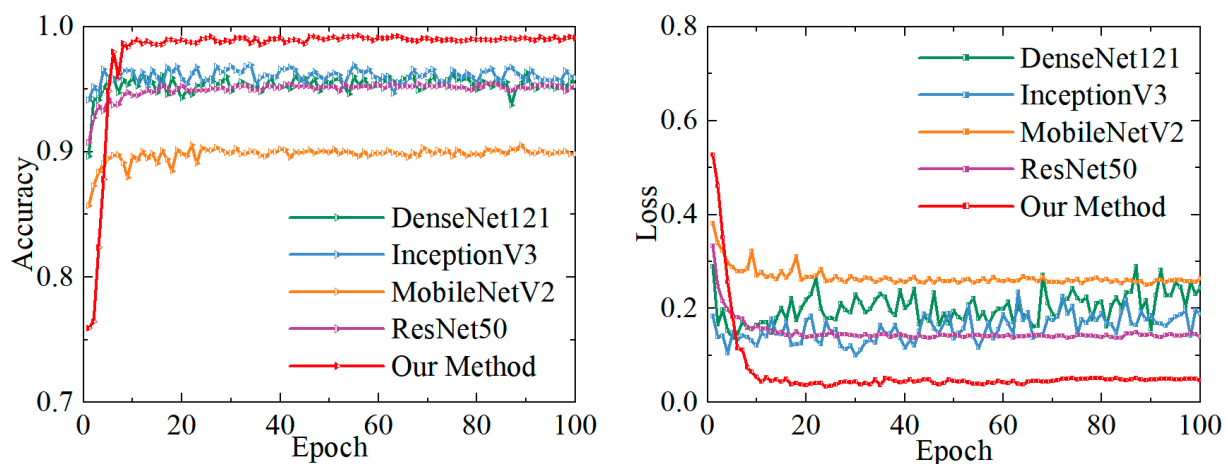 1.0
0.9
0.8
0.7
Accuracy
DenseNet121
InceptionV3
MobileNetV2
ResNet50
Our Method
0 20 40 60 80 100
Epoch
0.8
0.6
0.4
0.2
0.0
Loss
DenseNet121
InceptionV3
MobileNetV2
ResNet50
Our Method
0 20 40 60 80 100
Epoch